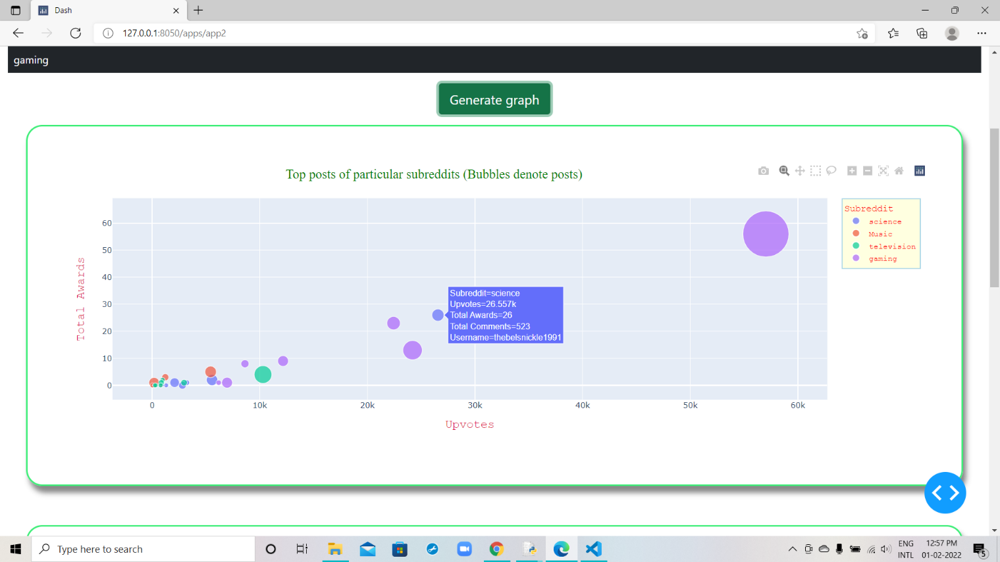 Dash
127.0.0.1:8050/apps/app2
gaming
Generate graph
Top posts of particular subreddits (Bubbles denote posts)
Total Awards
60
50
40
30
20
10
0
Subreddit=science
Upvotes=26.557k
Total Awards=26
Total Comments=523
Username=thebelsnickle1991
Subreddit
science
Music
television
gaming
0 10k 20k 30k 40k 50k 60k
Upvotes
Type here to search
ENG
INTL
12:57 PM
01-02-2022
5